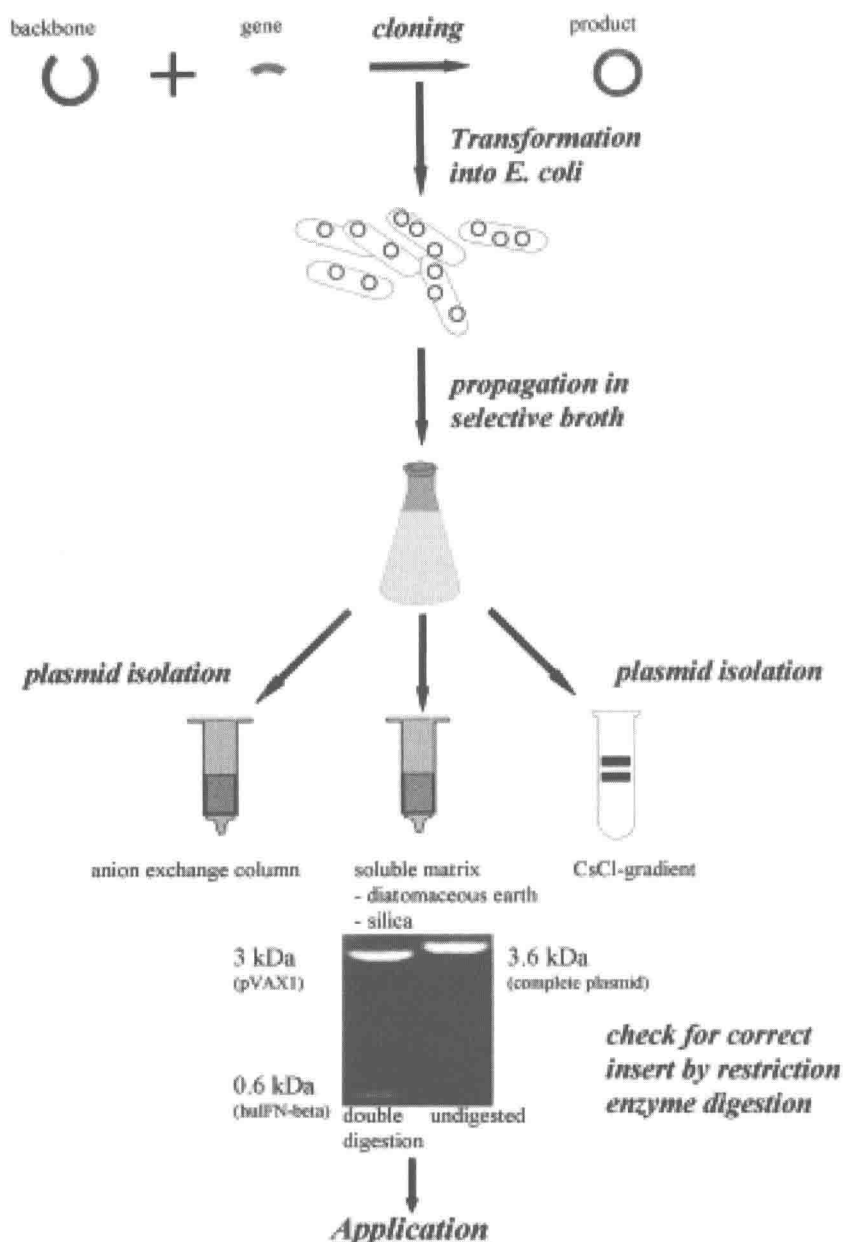 backbone
gene
cloning
product
Transformation
into E. coli
propagation in
selective broth
plasmid isolation
plasmid isolation
anion exchange column
soluble matrix
- diatomaceous earth
- silica
CsCl-gradient
3 kDa
(pVAX1)
3.6 kDa
(complete plasmid)
check for correct
insert by restriction
enzyme digestion
0.6 kDa
(huIFN-beta)
double
digestion
undigested
Application